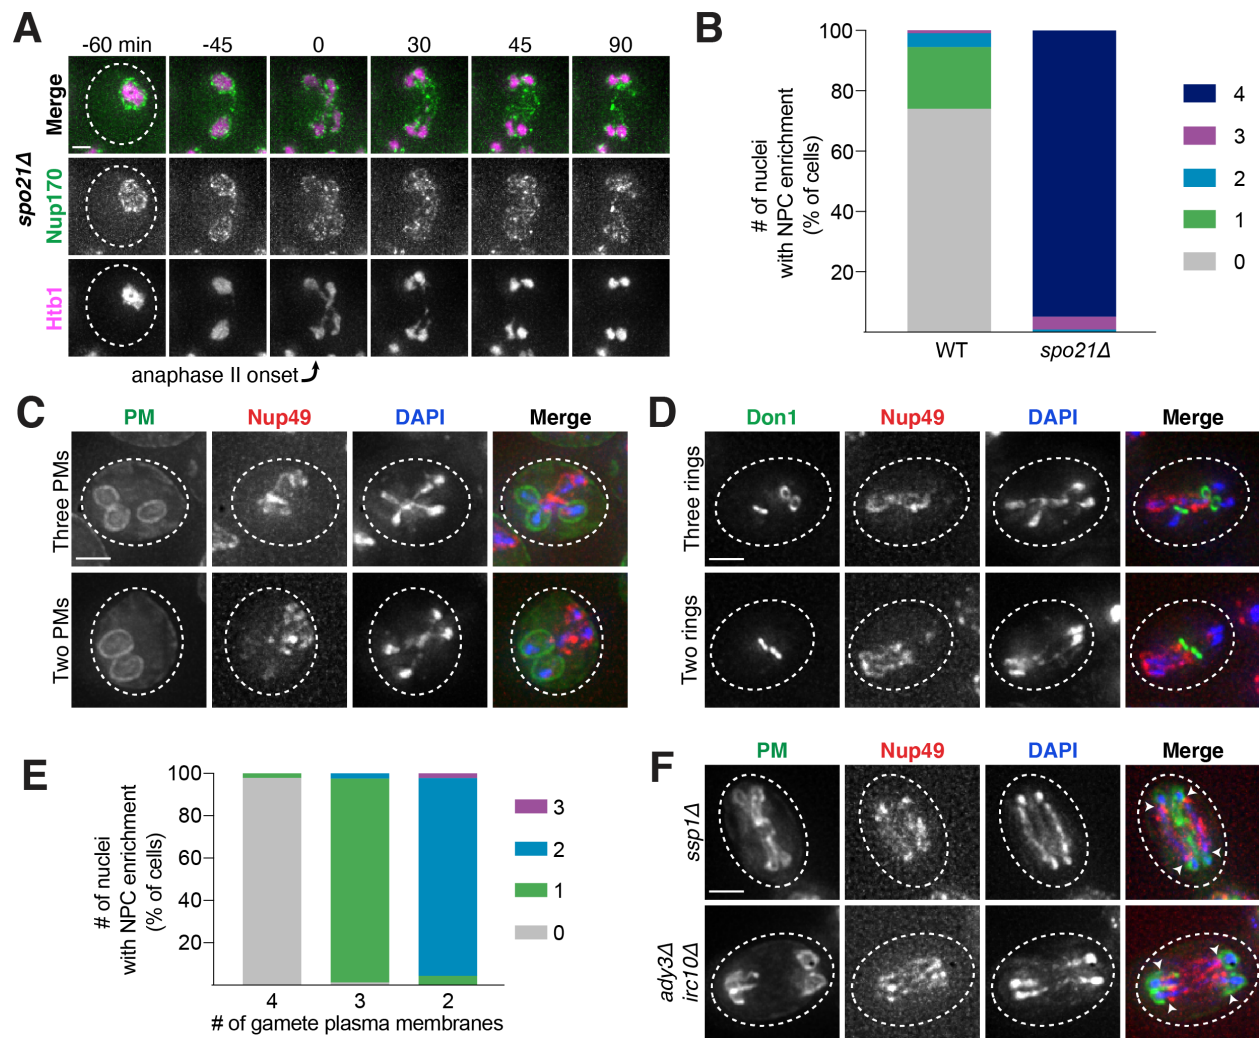 A
-60 min -45 0 30 45 90
spo21Δ
Merge
Nup170
Htb1
anaphase II onset
B
# of nuclei
with NPC enrichment
(% of cells)
100
80
60
40
20
WT spo21Δ
4
3
2
1
0
C
PM Nup49 DAPI Merge
Three PMs
Two PMs
D
Don1 Nup49 DAPI Merge
Three rings
Two rings
E
# of nuclei
with NPC enrichment
(% of cells)
100
80
60
40
20
4 3 2
# of gamete plasma membranes
3
2
1
0
F
PM Nup49 DAPI Merge
ssp1Δ
ady3Δ
irc10Δ